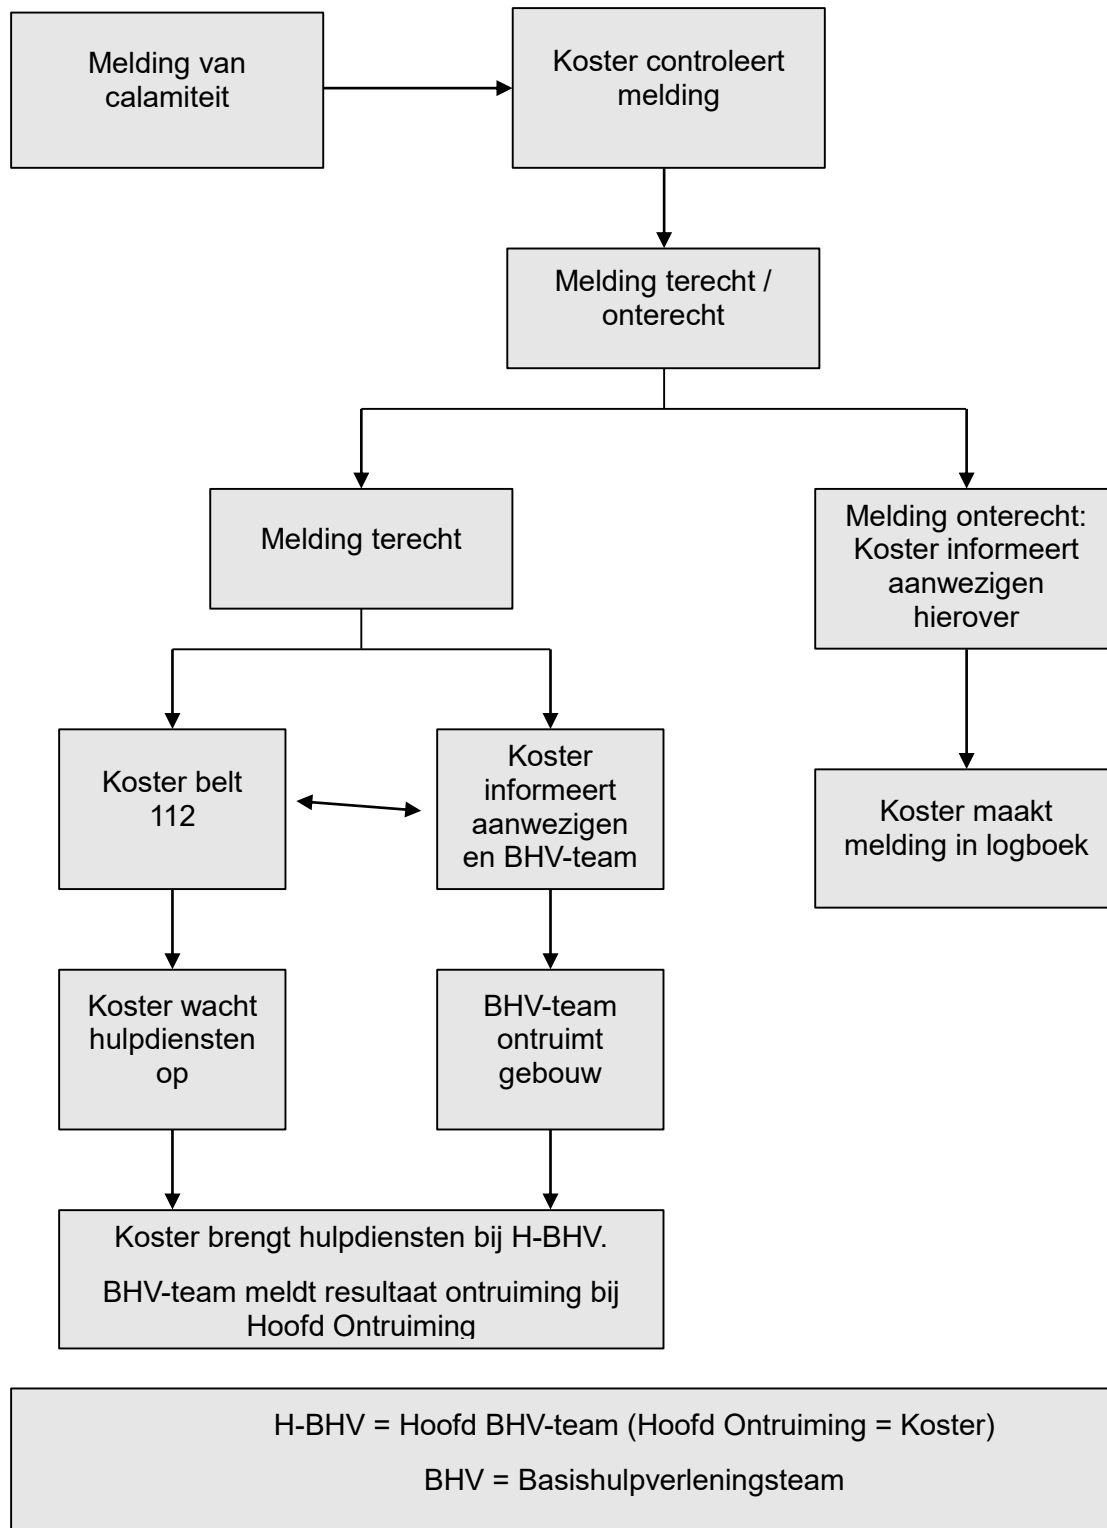 Melding van
calamiteit
Koster controleert
melding
Melding terecht /
onterecht
Melding terecht
Melding onterecht:
Koster informeert
aanwezigen
hierover
Koster belt
112
Koster
informeert
aanwezigen
en BHV-team
Koster maakt
melding in logboek
Koster wacht
hulpdiensten
op
BHV-team
ontruimt
gebouw
Koster brengt hulpdiensten bij H-BHV.
BHV-team meldt resultaat ontruiming bij
Hoofd Ontruiming
H-BHV = Hoofd BHV-team (Hoofd Ontruiming = Koster)
BHV = Basishulpverleningsteam